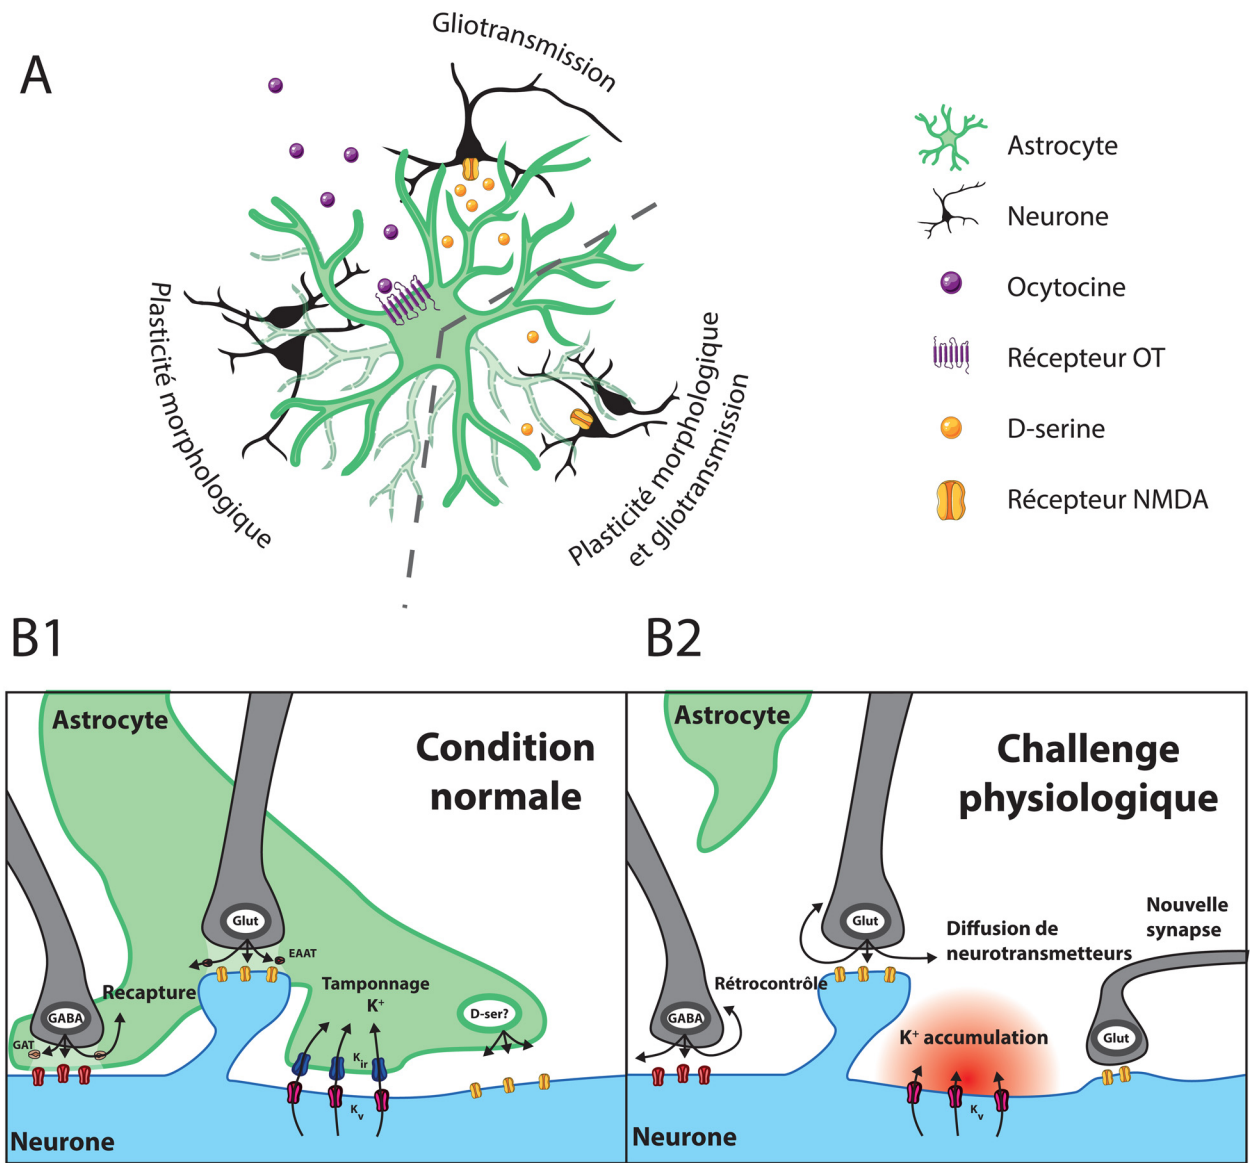 A
Gliotransmission
Plasticité morphologique
Plasticité morphologique
et gliotransmission
Astrocyte
Neurone
Ocytocine
Récepteur OT
D-serine
Récepteur NMDA
B1
Astrocyte
Condition
normale
Glut
EAAT
Recapture
Tamponnage
K+
GABA
GAT
D-ser?
Kir
Kv
Neurone
B2
Astrocyte
Challenge
physiologique
Glut
Diffusion de
neurotransmetteurs
Nouvelle
synapse
Rétrocontrôle
GABA
K+ accumulation
Glut
Kv
Neurone